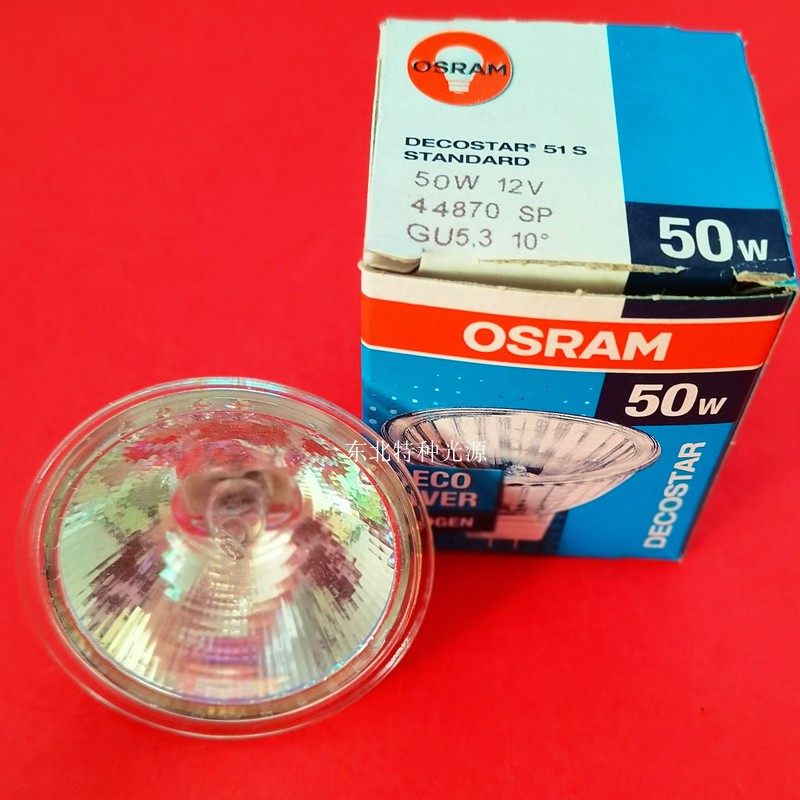 OSRAM
DECOSTAR® 51 S
STANDARD
50W 12V
44870 SP
GU5,3 10°
50W
OSRAM
50W
东北特种光源
ECO
DECOSTAR